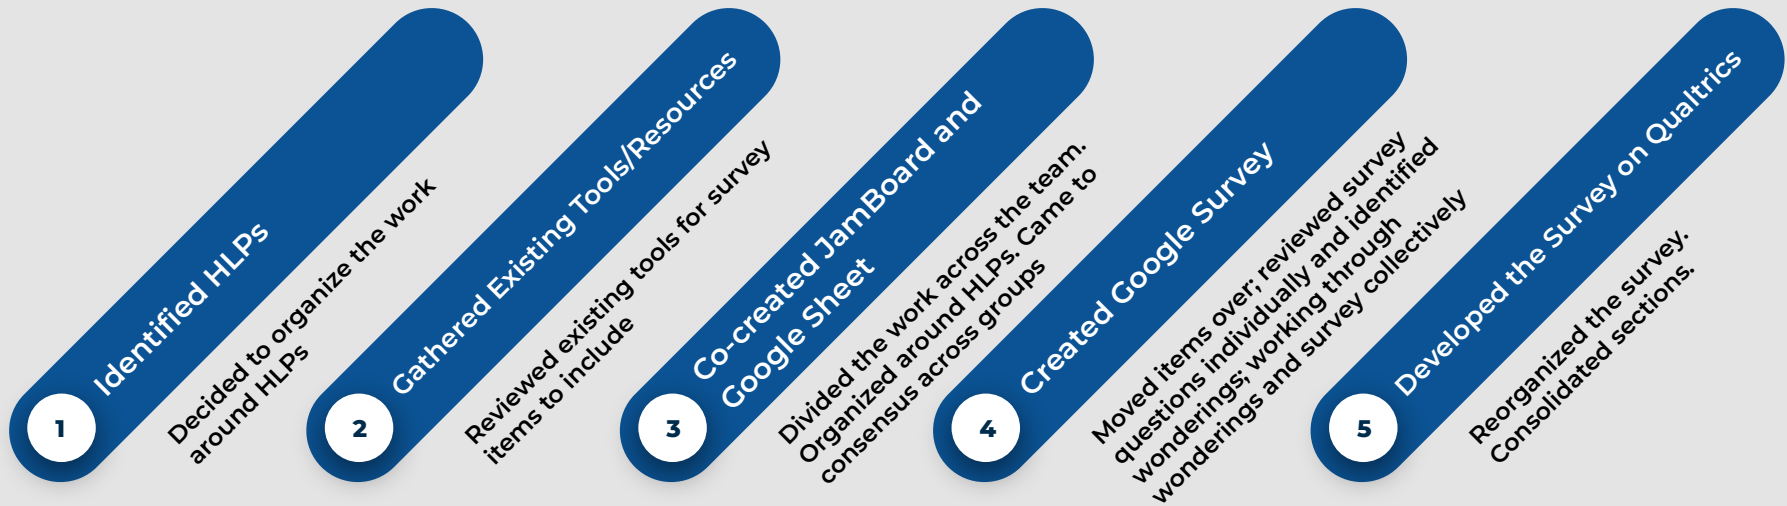 1
Identified HLPs
Decided to organize the work
around HLPs
2
Gathered Existing Tools/Resources
Reviewed existing tools for survey
items to include
3
Co-created JamBoard and
Google Sheet
Divided the work across the team.
Organized around HLPs. Came to
consensus across groups
4
Created Google Survey
Moved items over; reviewed survey
questions individually and identified
wonderings; working through
wonderings and survey collectively
5
Developed the Survey on Qualtrics
Reorganized the survey.
Consolidated sections.